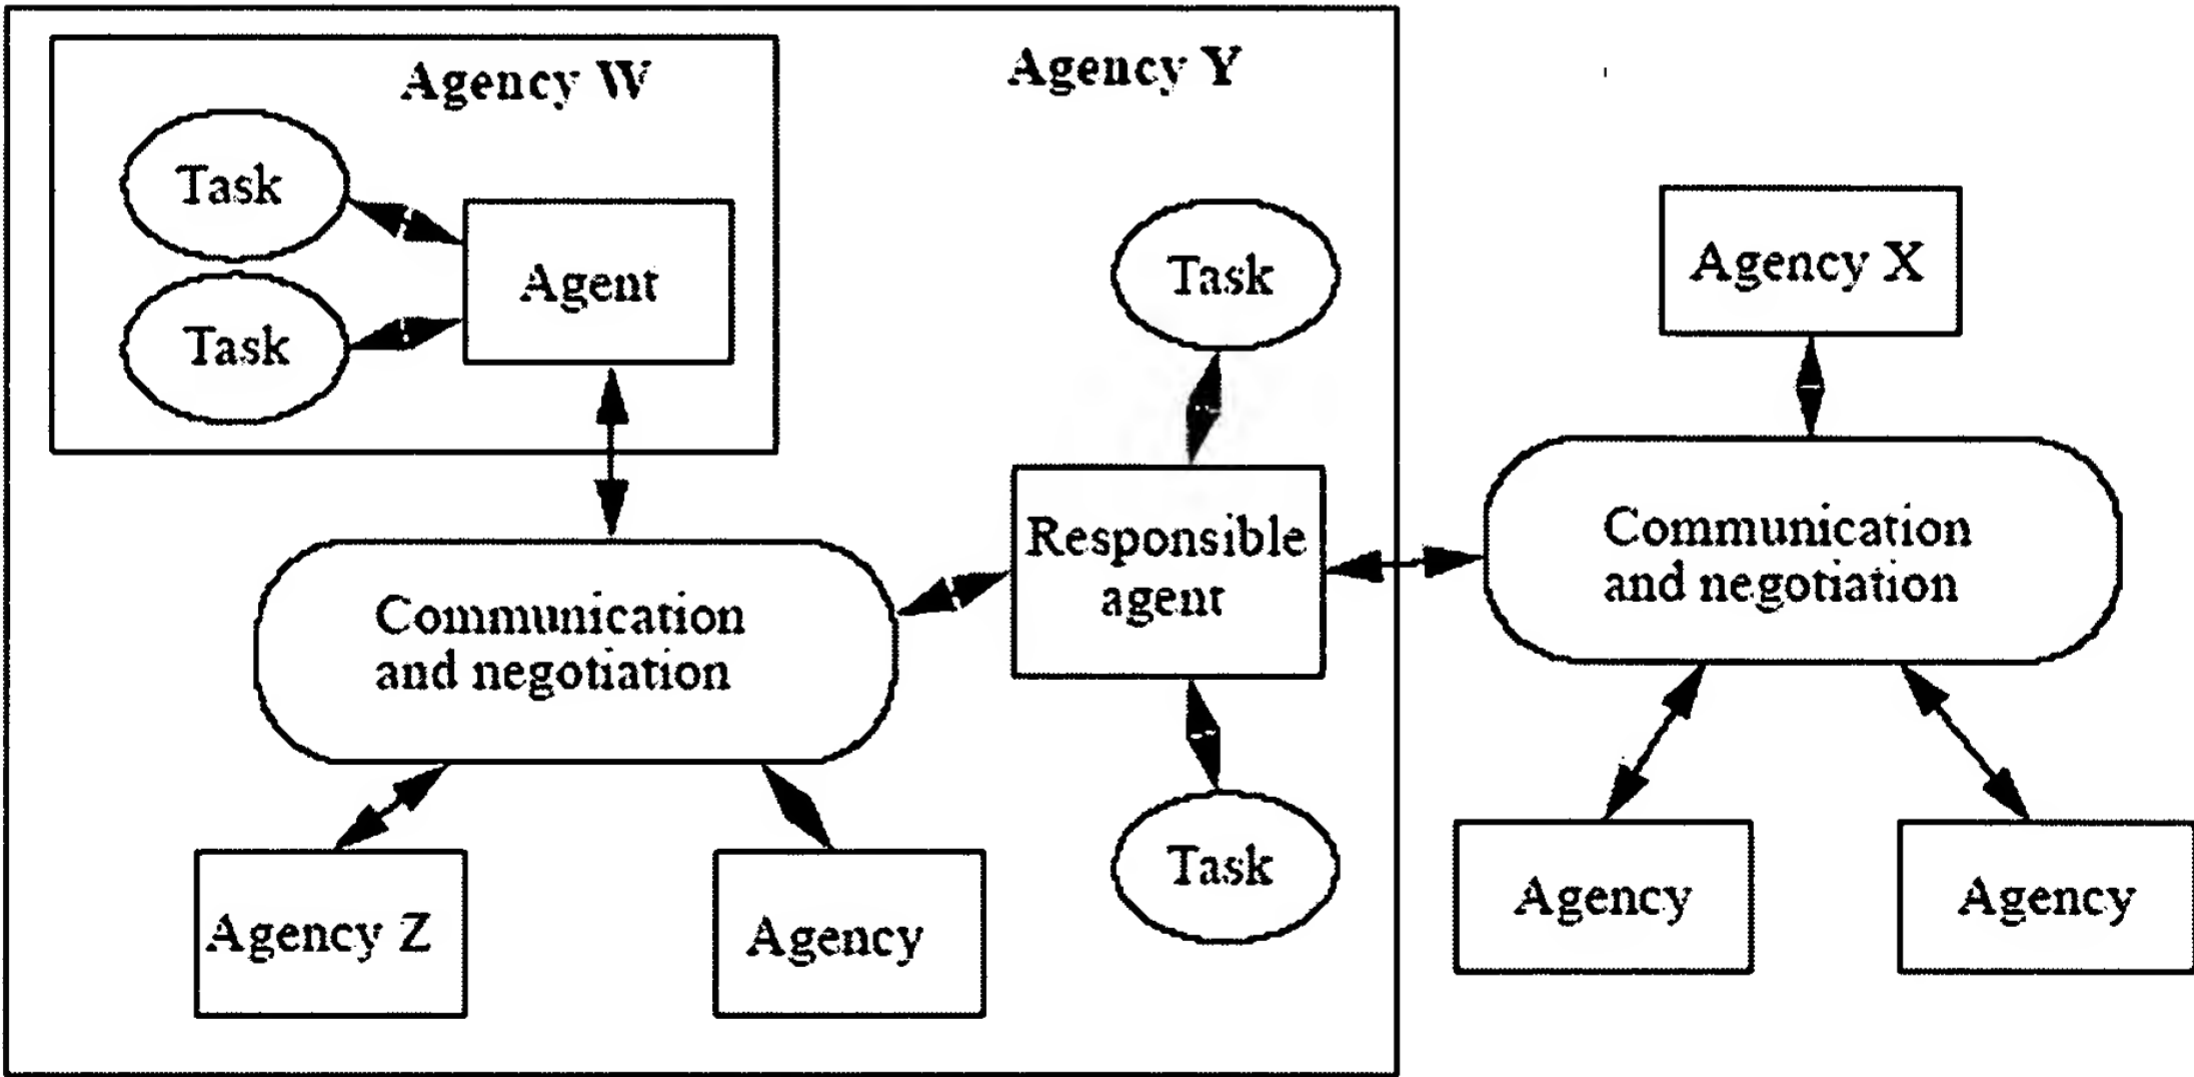 Agency W
Agency Y
Task
Agent
Task
Task
Agency X
Responsible
agent
Communication
and negotiation
Communication
and negotiation
Task
Agency Z
Agency
Agency
Agency